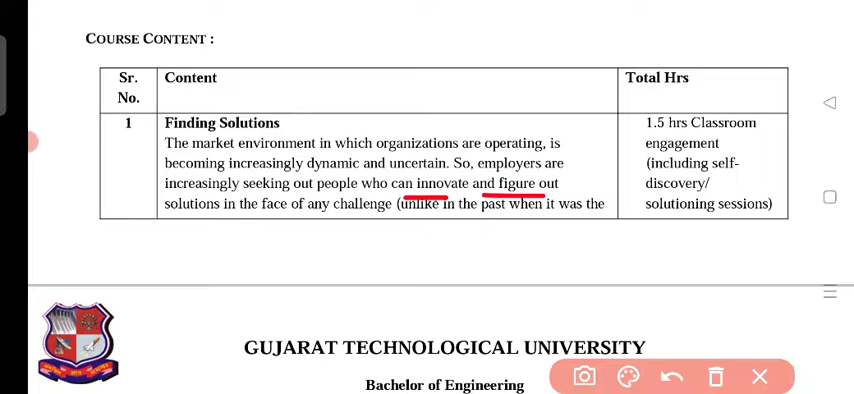 COURSE CONTENT :
Sr. No.
Content
Total Hrs
1
Finding Solutions
The market environment in which organizations are operating, is
becoming increasingly dynamic and uncertain. So, employers are
increasingly seeking out people who can innovate and figure out
solutions in the face of any challenge (unlike in the past when it was the
1.5 hrs Classroom
engagement
(including self-
discovery/
solutioning sessions)
GUJARAT TECHNOLOGICAL UNIVERSITY
Bachelor of Engineering